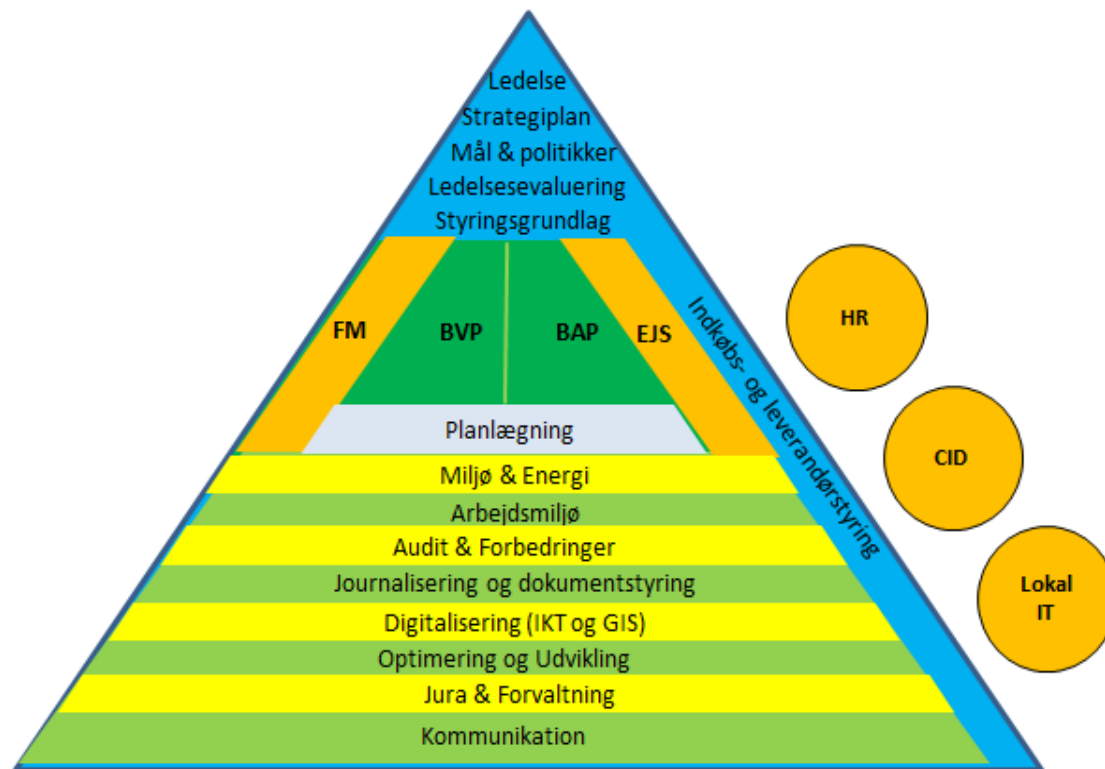 Ledelse
Strategiplan
Mål & politikker
Ledelsesevaluering
Styringsgrundlag
FM
BVP
BAP
EJS
Indkøbs- og leverandørstyring
Planlægning
Miljø & Energi
Arbejdsmiljø
Audit & Forbedringer
Journalisering og dokumentstyring
Digitalisering (IKT og GIS)
Optimering og Udvikling
Jura & Forvaltning
Kommunikation
HR
CID
Lokal
IT